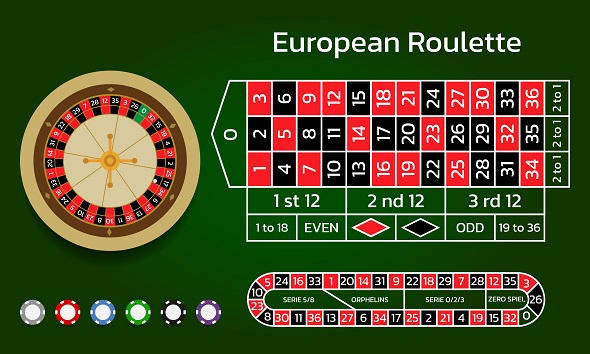 European Roulette
0
3 6 9 12 15 18 21 24 27 30 33 36 2 to 1
2 5 8 11 14 17 20 23 26 29 32 35 2 to 1
1 4 7 10 13 16 19 22 25 28 31 34 2 to 1
1 st 12 2 nd 12 3 rd 12
1 to 18 EVEN ODD 19 to 36
5 24 16 33 1 20 14 31 9 22 18 29 7 28 12 35 3
10 23 SERIE 5/8 ORPHELINS SERIE 0/2/3 ZERO SPIEL 26
8 30 11 36 13 27 6 34 17 25 2 21 4 19 15 32 0